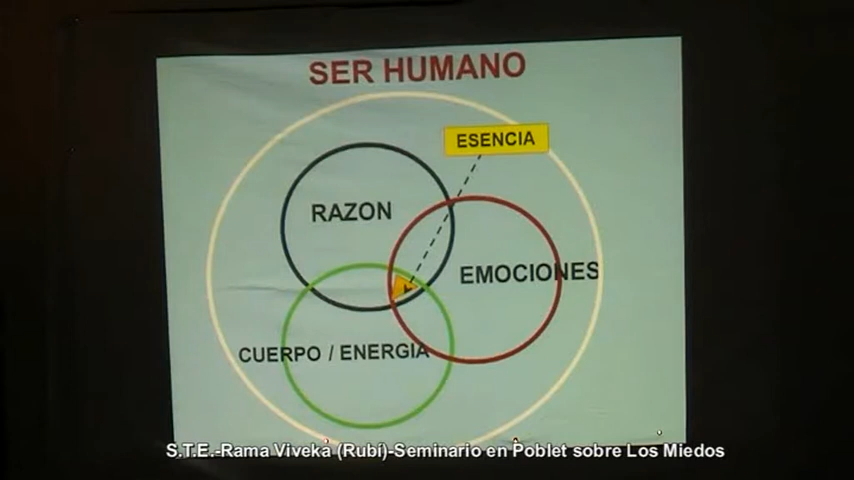 SER HUMANO
ESENCIA
RAZON
EMOCIONES
CUERPO / ENERGIA
S.T.E.-Rama Viveka (Rubí)-Seminario en Poblet sobre Los Miedos